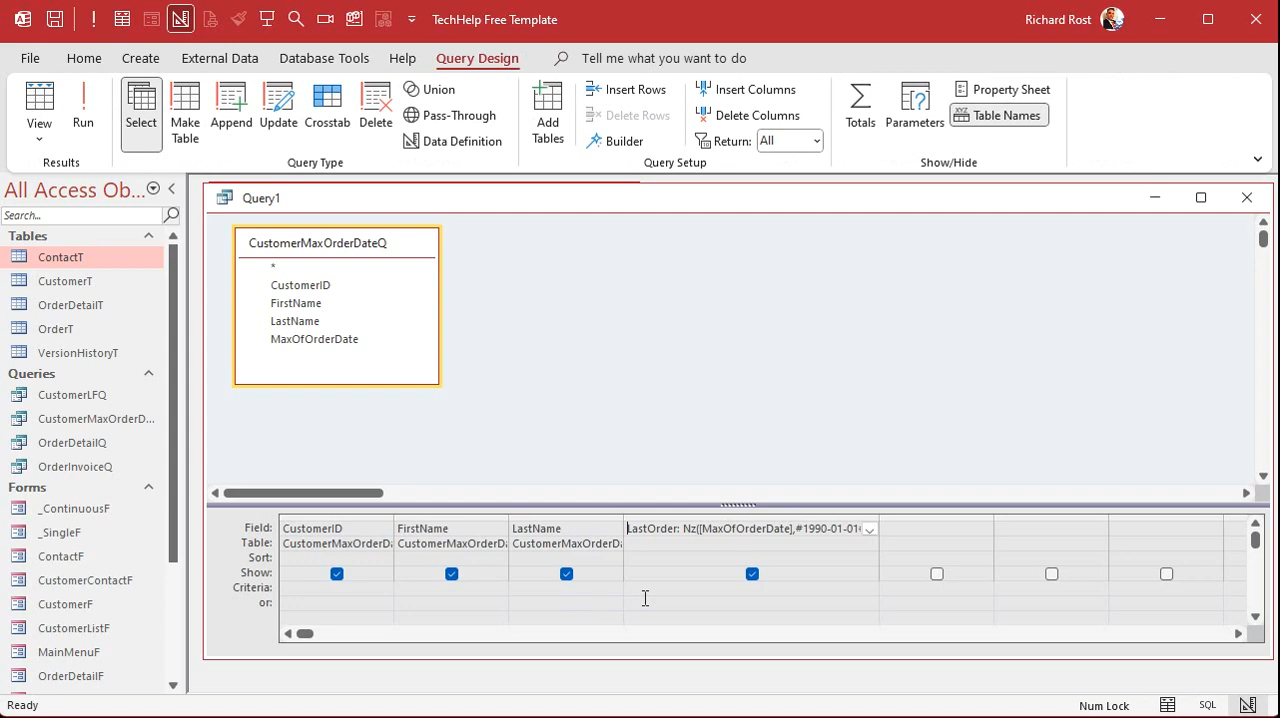 TechHelp Free Template
Richard Rost
File Home Create External Data Database Tools Help Query Design Tell me what you want to do
View
Run
Results
Select
Make Table
Append
Update
Crosstab
Delete
Union
Pass-Through
Data Definition
Query Type
Add Tables
Insert Rows
Delete Rows
Builder
Insert Columns
Delete Columns
Return: All
Query Setup
Totals
Parameters
Property Sheet
Table Names
Show/Hide
All Access Ob...
Search...
Tables
ContactT
CustomerT
OrderDetailT
OrderT
VersionHistoryT
Queries
CustomerLFQ
CustomerMaxOrderD...
OrderDetailQ
OrderInvoiceQ
Forms
_ContinuousF
_SingleF
ContactF
CustomerContactF
CustomerF
CustomerListF
MainMenuF
OrderDetailF
Query1
CustomerMaxOrderDateQ
*
CustomerID
FirstName
LastName
MaxOfOrderDate
Field: CustomerID FirstName LastName LastOrder: Nz([MaxOfOrderDate],#1990-01-01
Table: CustomerMaxOrderDa CustomerMaxOrderDa CustomerMaxOrderDa
Sort:
Show:
Criteria:
or:
Ready
Num Lock
SQL